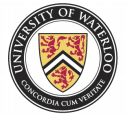 UNIVERSITY OF WATERLOO
CONCORDIA CUM VERITATE